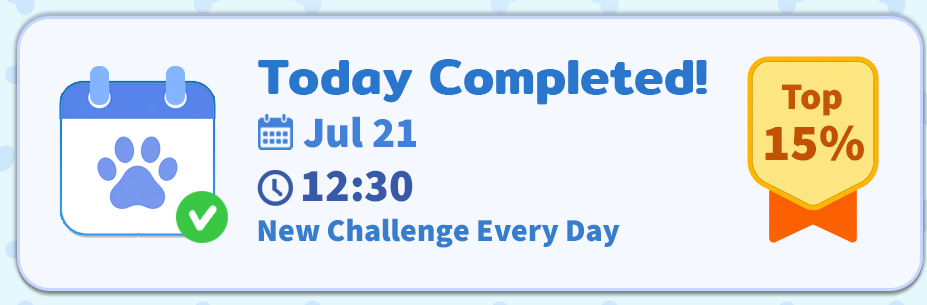 Today Completed!
Jul 21
12:30
New Challenge Every Day
Top
15%